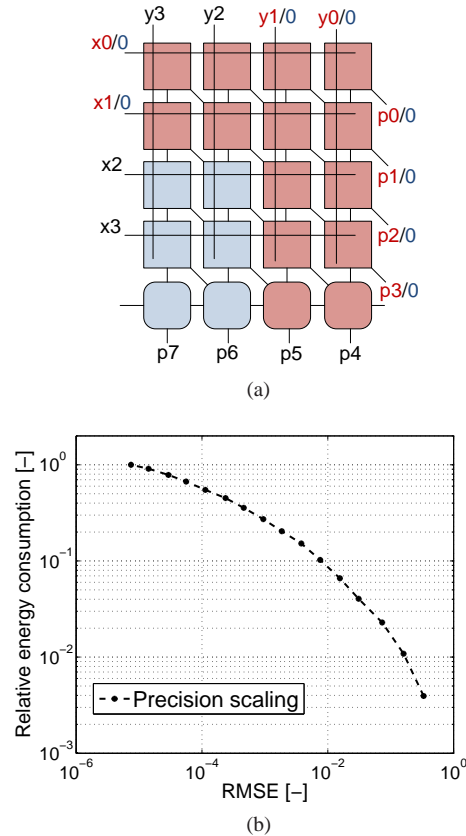 y3 y2 y1/0 y0/0
x0/0
x1/0
p0/0
x2
p1/0
x3
p2/0
p3/0
p7 p6 p5 p4
(a)
Relative energy consumption [−]
10^0
10^−1
10^−2
10^−3
Precision scaling
10^−6 10^−4 10^−2 10^0
RMSE [−]
(b)